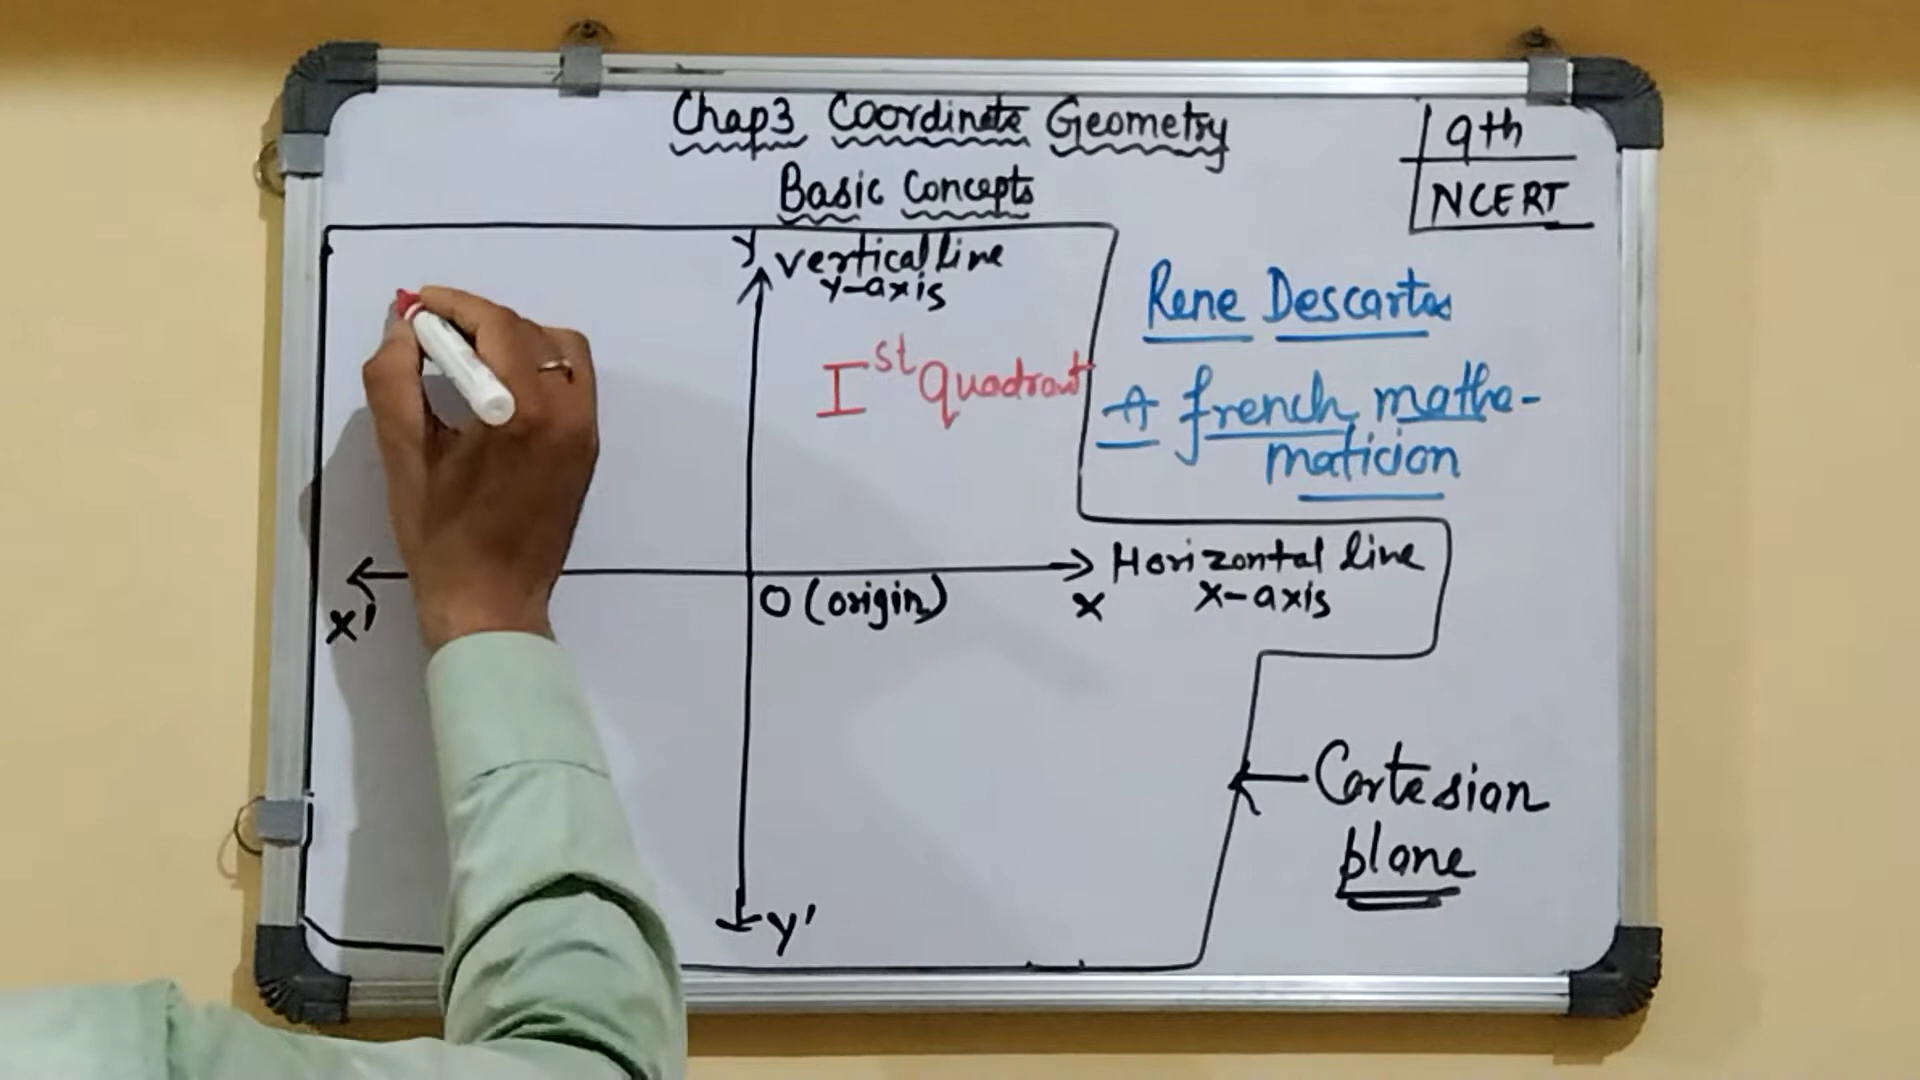 Chap3 Coordinate Geometry
Basic Concepts
9th
NCERT
Y
vertical line
Y-axis
Ist Quadrant
Rene Descartes
A french mathe-
matician
Horizontal line
X-axis
X'
O (origin)
X
Cartesian
plane
Y'